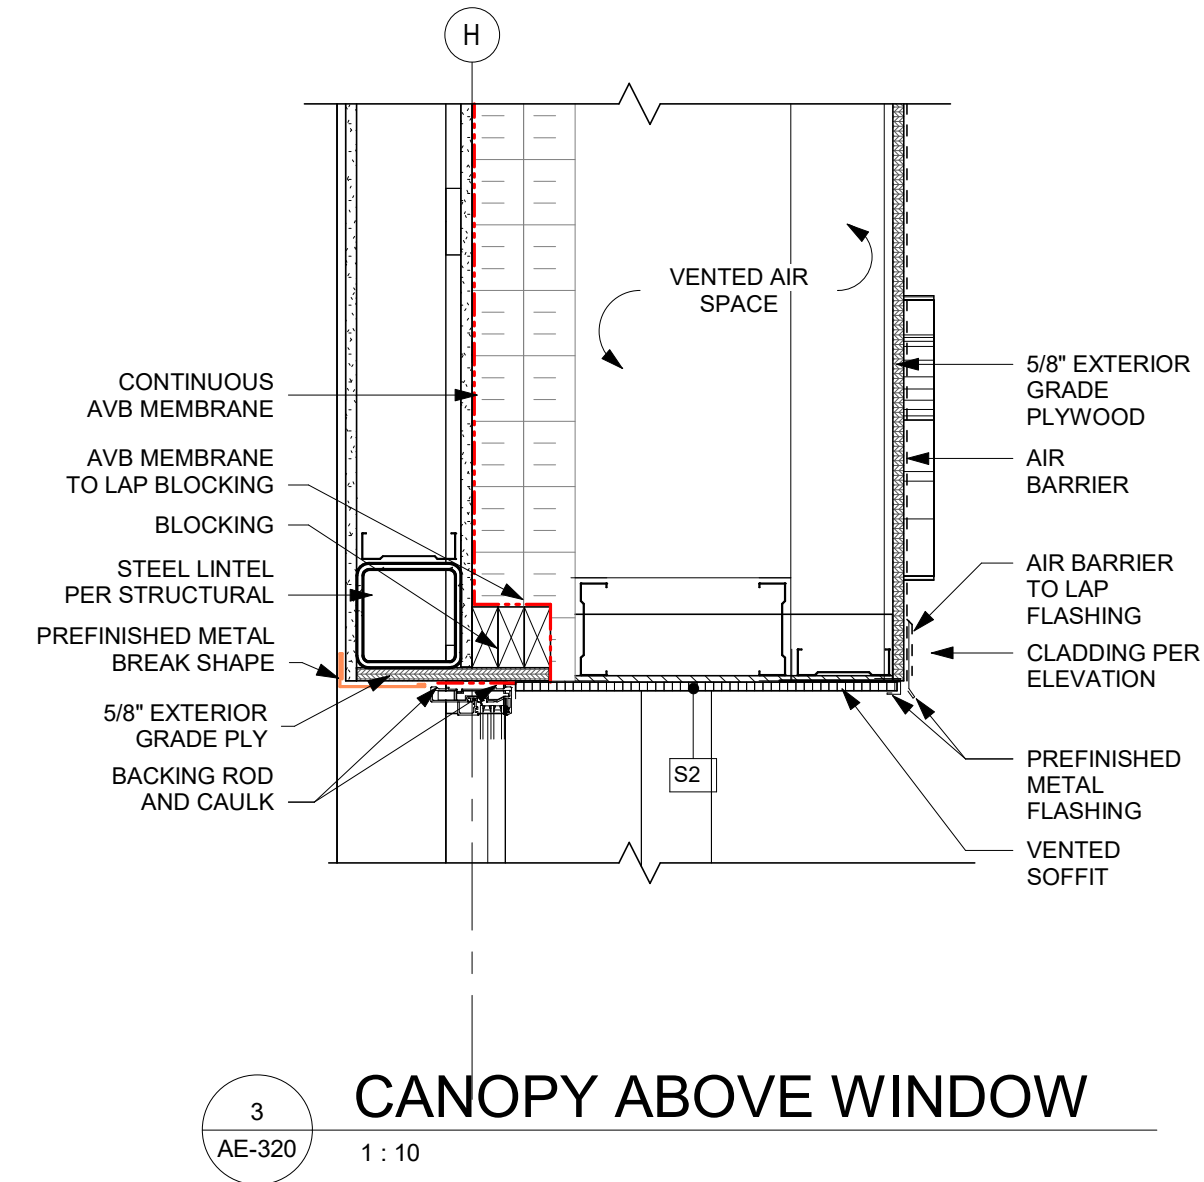 H
VENTED AIR
SPACE
CONTINUOUS
AVB MEMBRANE
AVB MEMBRANE
TO LAP BLOCKING
BLOCKING
STEEL LINTEL
PER STRUCTURAL
PREFINISHED METAL
BREAK SHAPE
5/8" EXTERIOR
GRADE PLY
BACKING ROD
AND CAULK
5/8" EXTERIOR
GRADE
PLYWOOD
AIR
BARRIER
AIR BARRIER
TO LAP
FLASHING
CLADDING PER
ELEVATION
PREFINISHED
METAL
FLASHING
VENTED
SOFFIT
S2
3
AE-320
CANOPY ABOVE WINDOW
1 : 10